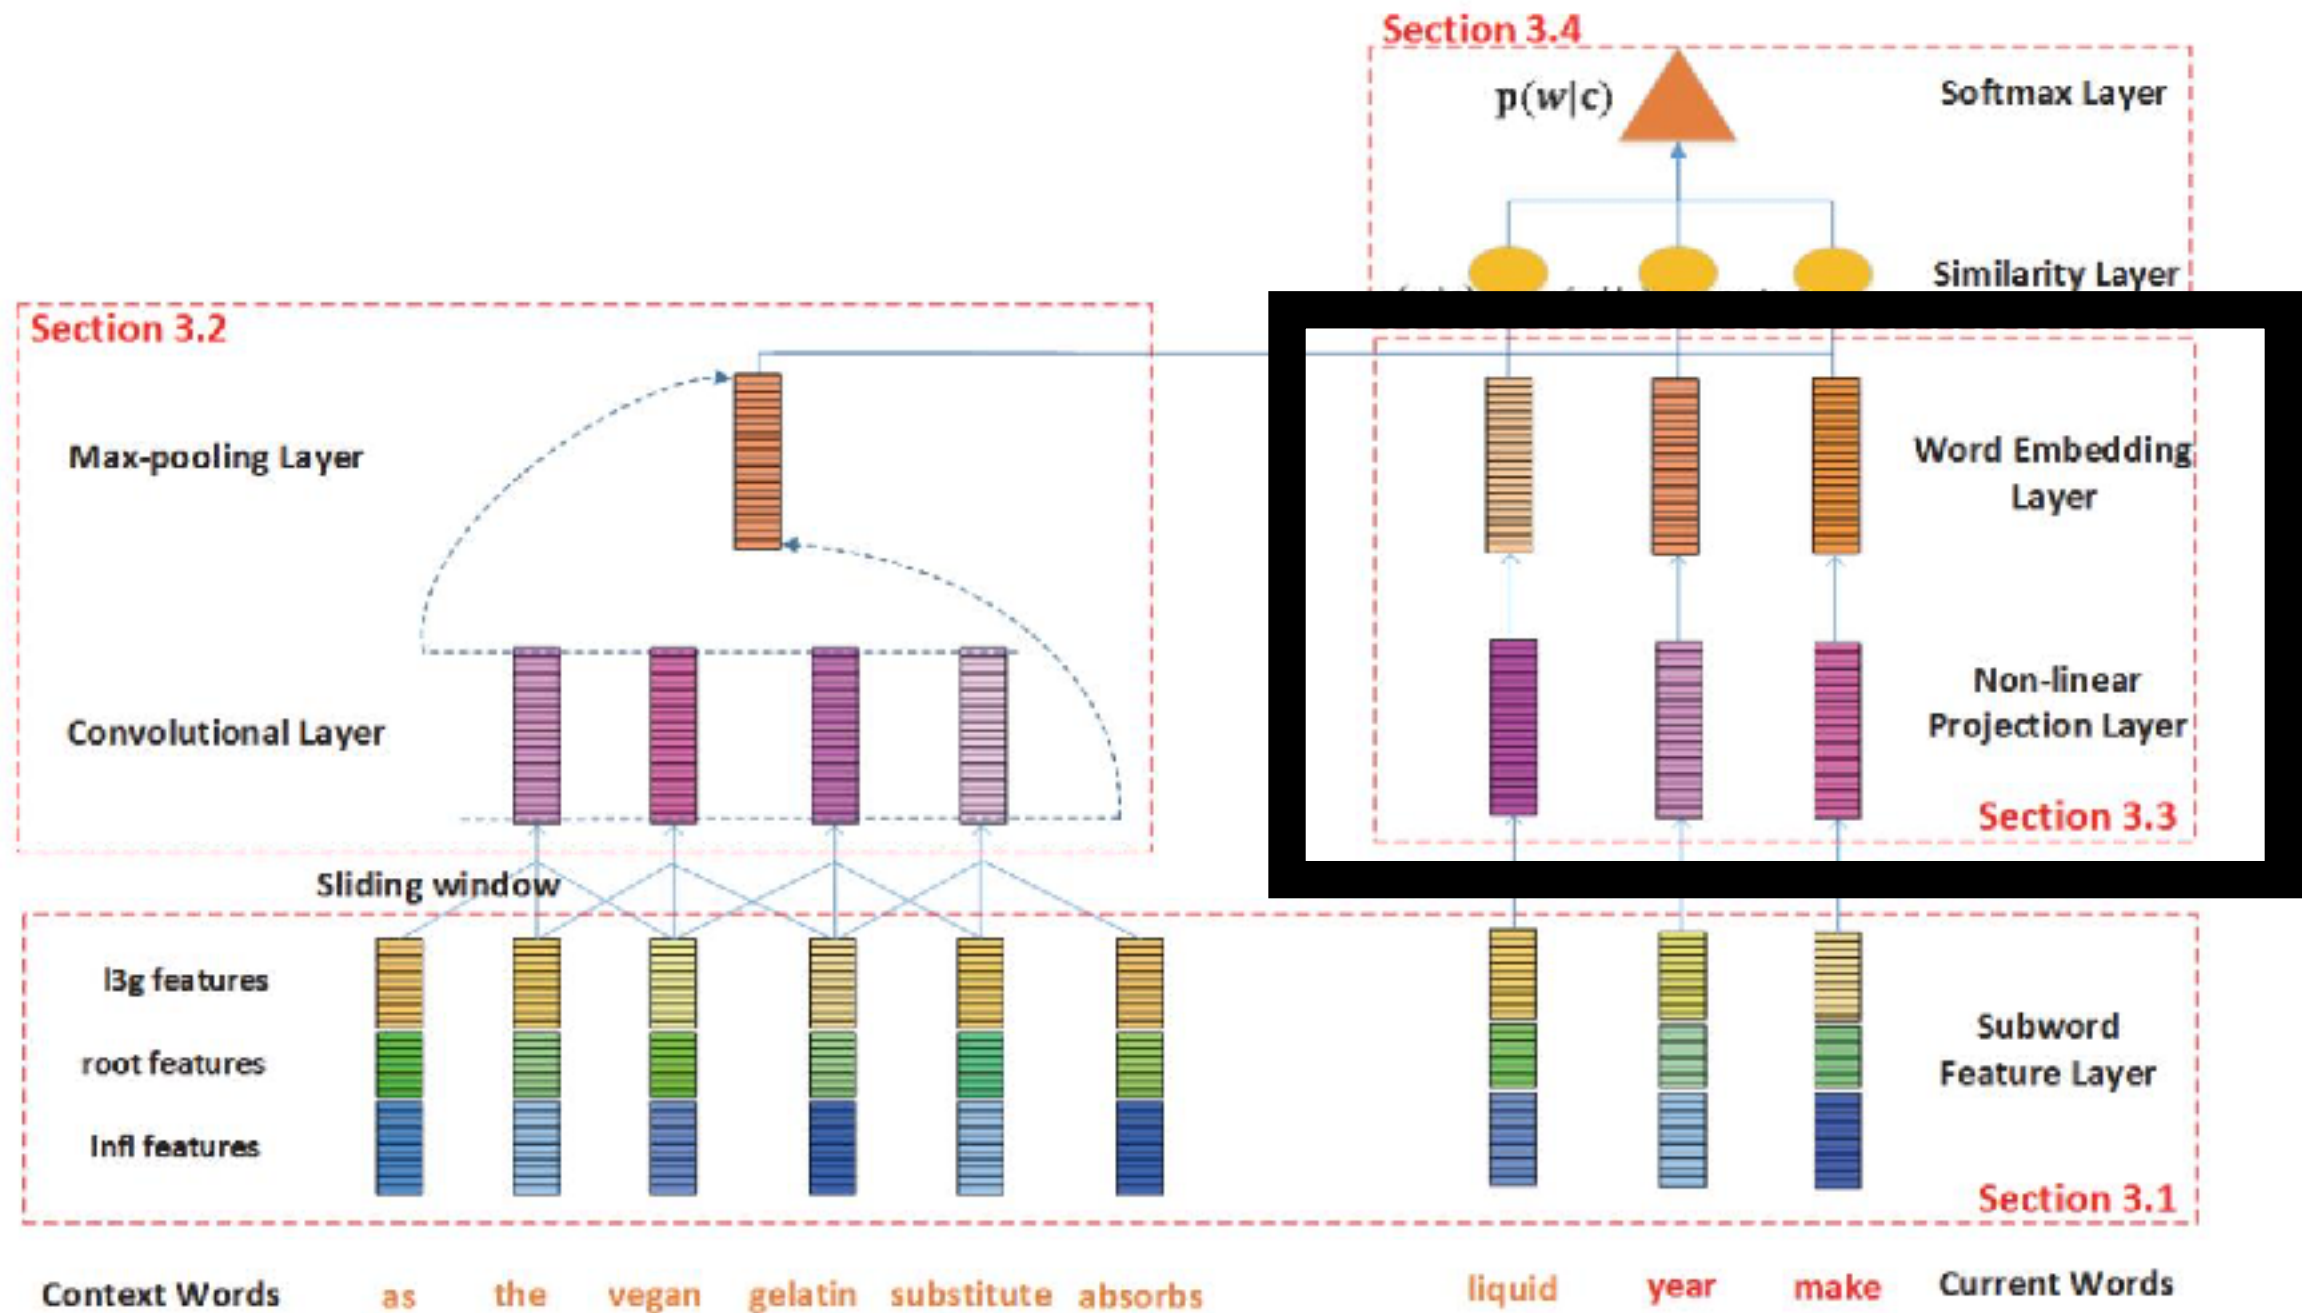 Section 3.4
p(w|c)
Softmax Layer
Similarity Layer
Section 3.2
Max-pooling Layer
Word Embedding
Layer
Convolutional Layer
Non-linear
Projection Layer
Section 3.3
Sliding window
l3g features
root features
Infl features
Subword
Feature Layer
Section 3.1
Context Words as the vegan gelatin substitute absorbs liquid year make Current Words